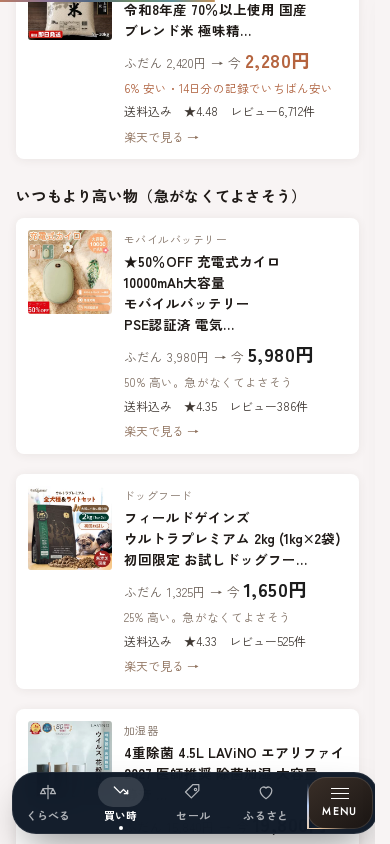 令和8年産 70%以上使用 国産
ブレンド米 極味精…
ふだん 2,420円 → 今 2,280円
6% 安い・14日分の記録でいちばん安い
送料込み ★4.48 レビュー6,712件
楽天で見る →
いつもより高い物（急がなくてよさそう）
モバイルバッテリー
★50%OFF 充電式カイロ
10000mAh大容量
モバイルバッテリー
PSE認証済 電気…
ふだん 3,980円 → 今 5,980円
50% 高い。急がなくてよさそう
送料込み ★4.35 レビュー386件
楽天で見る →
ドッグフード
フィールドゲインズ
ウルトラプレミアム 2kg (1kg×2袋)
初回限定 お試しドッグフー…
ふだん 1,325円 → 今 1,650円
25% 高い。急がなくてよさそう
送料込み ★4.33 レビュー525件
楽天で見る →
加湿器
4重除菌 4.5L LAViNO エアリファイ
くらべる
買い時
セール
ふるさと
MENU